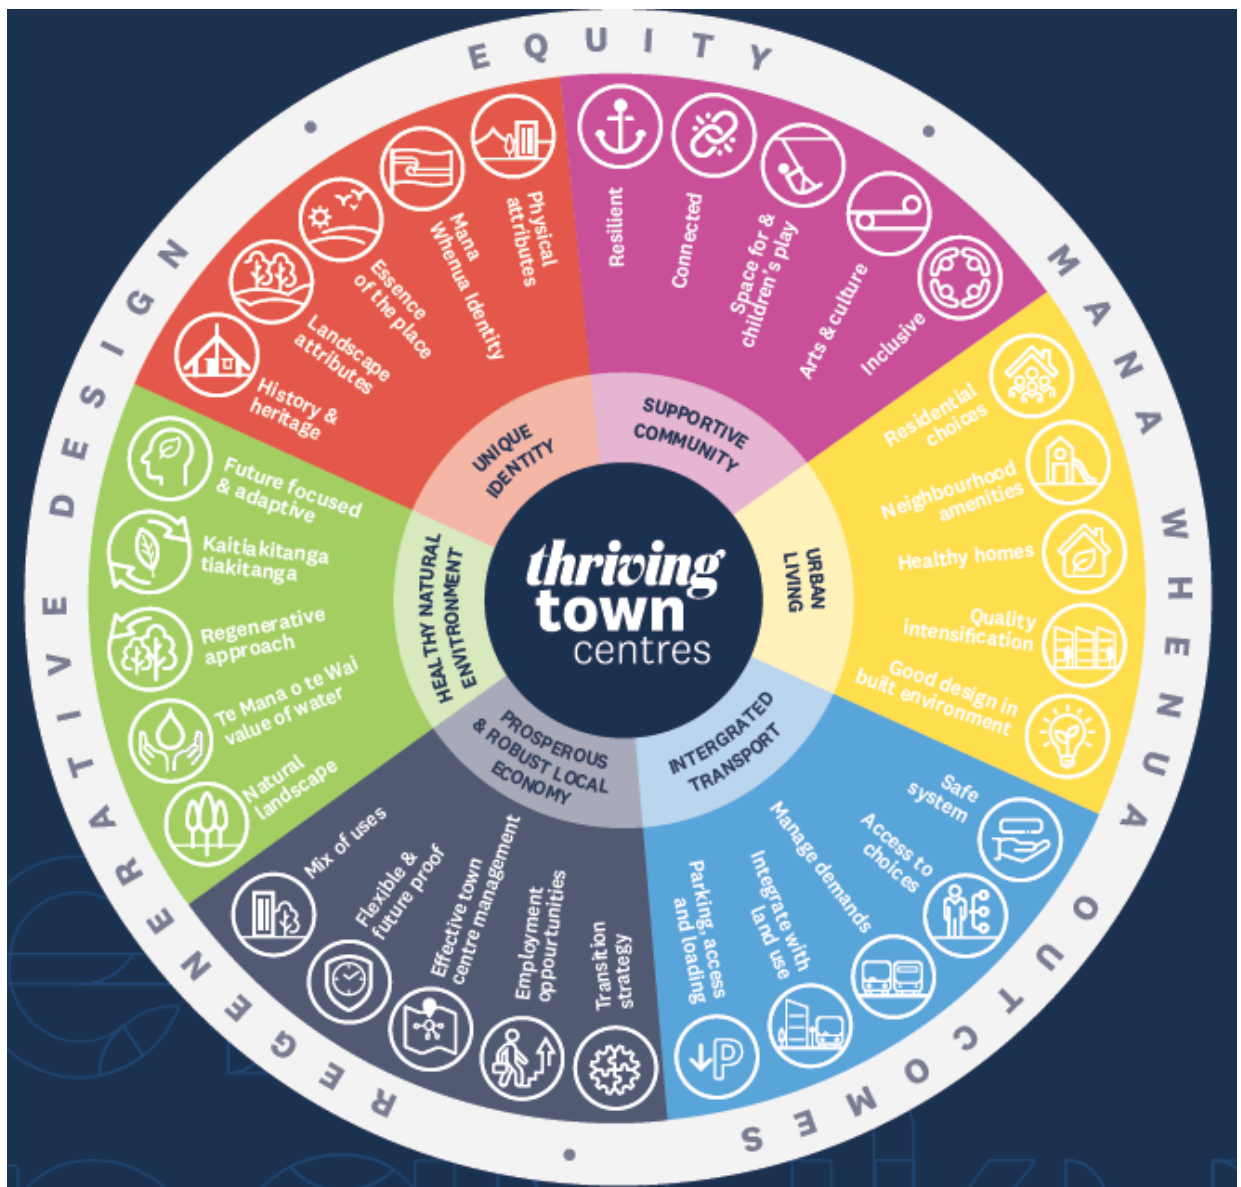 EQUITY
MANA WHENUA OUTCOMES
REGENERATIVE DESIGN
thriving
town
centres
SUPPORTIVE
COMMUNITY
Resilient
Connected
Space for &
children's play
Arts & culture
Inclusive
URBAN
LIVING
Residential
choices
Neighbourhood
amenities
Healthy homes
Quality
intensification
Good design in
built environment
INTERGRATED
TRANSPORT
Safe
system
Access to
choices
Manage demands
Integrate with
land use
Parking, access
and loading
PROSPEROUS
& ROBUST LOCAL
ECONOMY
Transition
strategy
Employment
oppourtunities
Effective town
centre management
Flexible &
future proof
Mix of uses
HEALTHY NATURAL
ENVITRONMENT
Natural
landscape
Te Mana o te Wai
value of water
Regenerative
approach
Kaitiakitanga
tiakitanga
Future focused
& adaptive
UNIQUE
IDENTITY
History &
heritage
Landscape
attributes
Essence
of the place
Mana
Whenua Identity
Physical
attributes
P